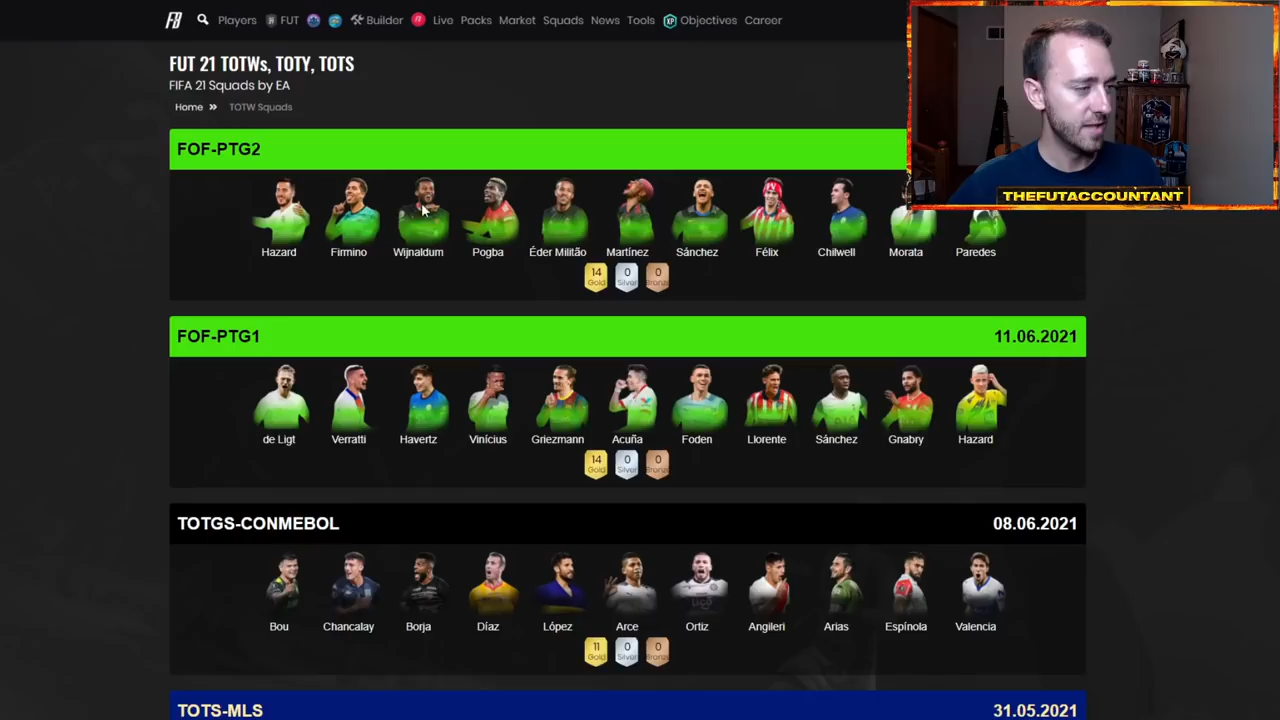 FB Players FUT Builder Live Packs Market Squads News Tools XP Objectives Career
FUT 21 TOTWs, TOTY, TOTS
FIFA 21 Squads by EA
Home » TOTW Squads
THEFUTACCOUNTANT
FOF-PTG2
Hazard Firmino Wijnaldum Pogba Éder Militão Martínez Sánchez Félix Chilwell Morata Paredes
14 0 0
Gold Silver Bronze
FOF-PTG1 11.06.2021
de Ligt Verratti Havertz Vinícius Griezmann Acuña Foden Llorente Sánchez Gnabry Hazard
14 0 0
Gold Silver Bronze
TOTGS-CONMEBOL 08.06.2021
Bou Chancalay Borja Díaz López Arce Ortiz Angileri Arias Espínola Valencia
11 0 0
Gold Silver Bronze
TOTS-MLS 31.05.2021